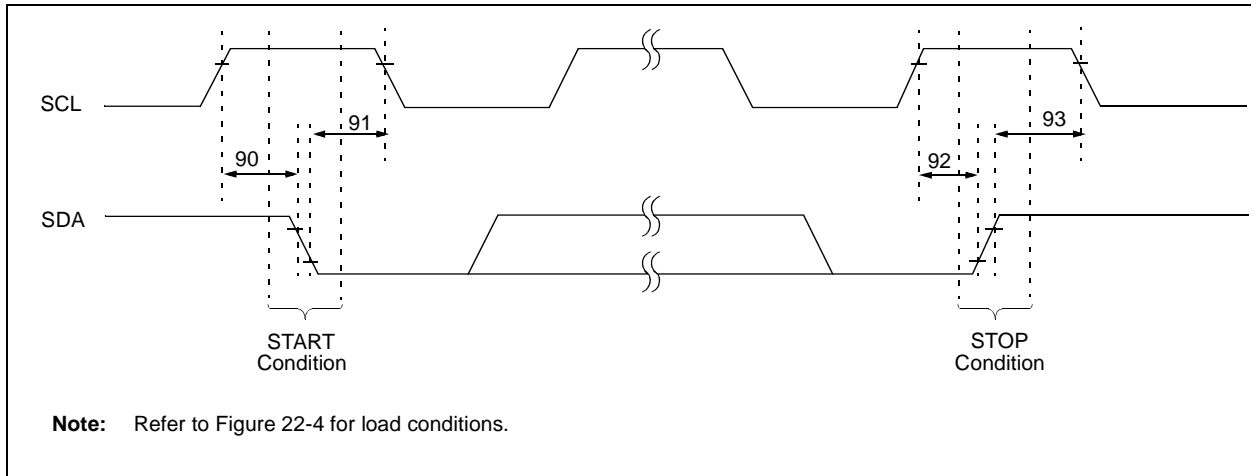 SCL
91
93
90
92
SDA
START
Condition
STOP
Condition
Note: Refer to Figure 22-4 for load conditions.